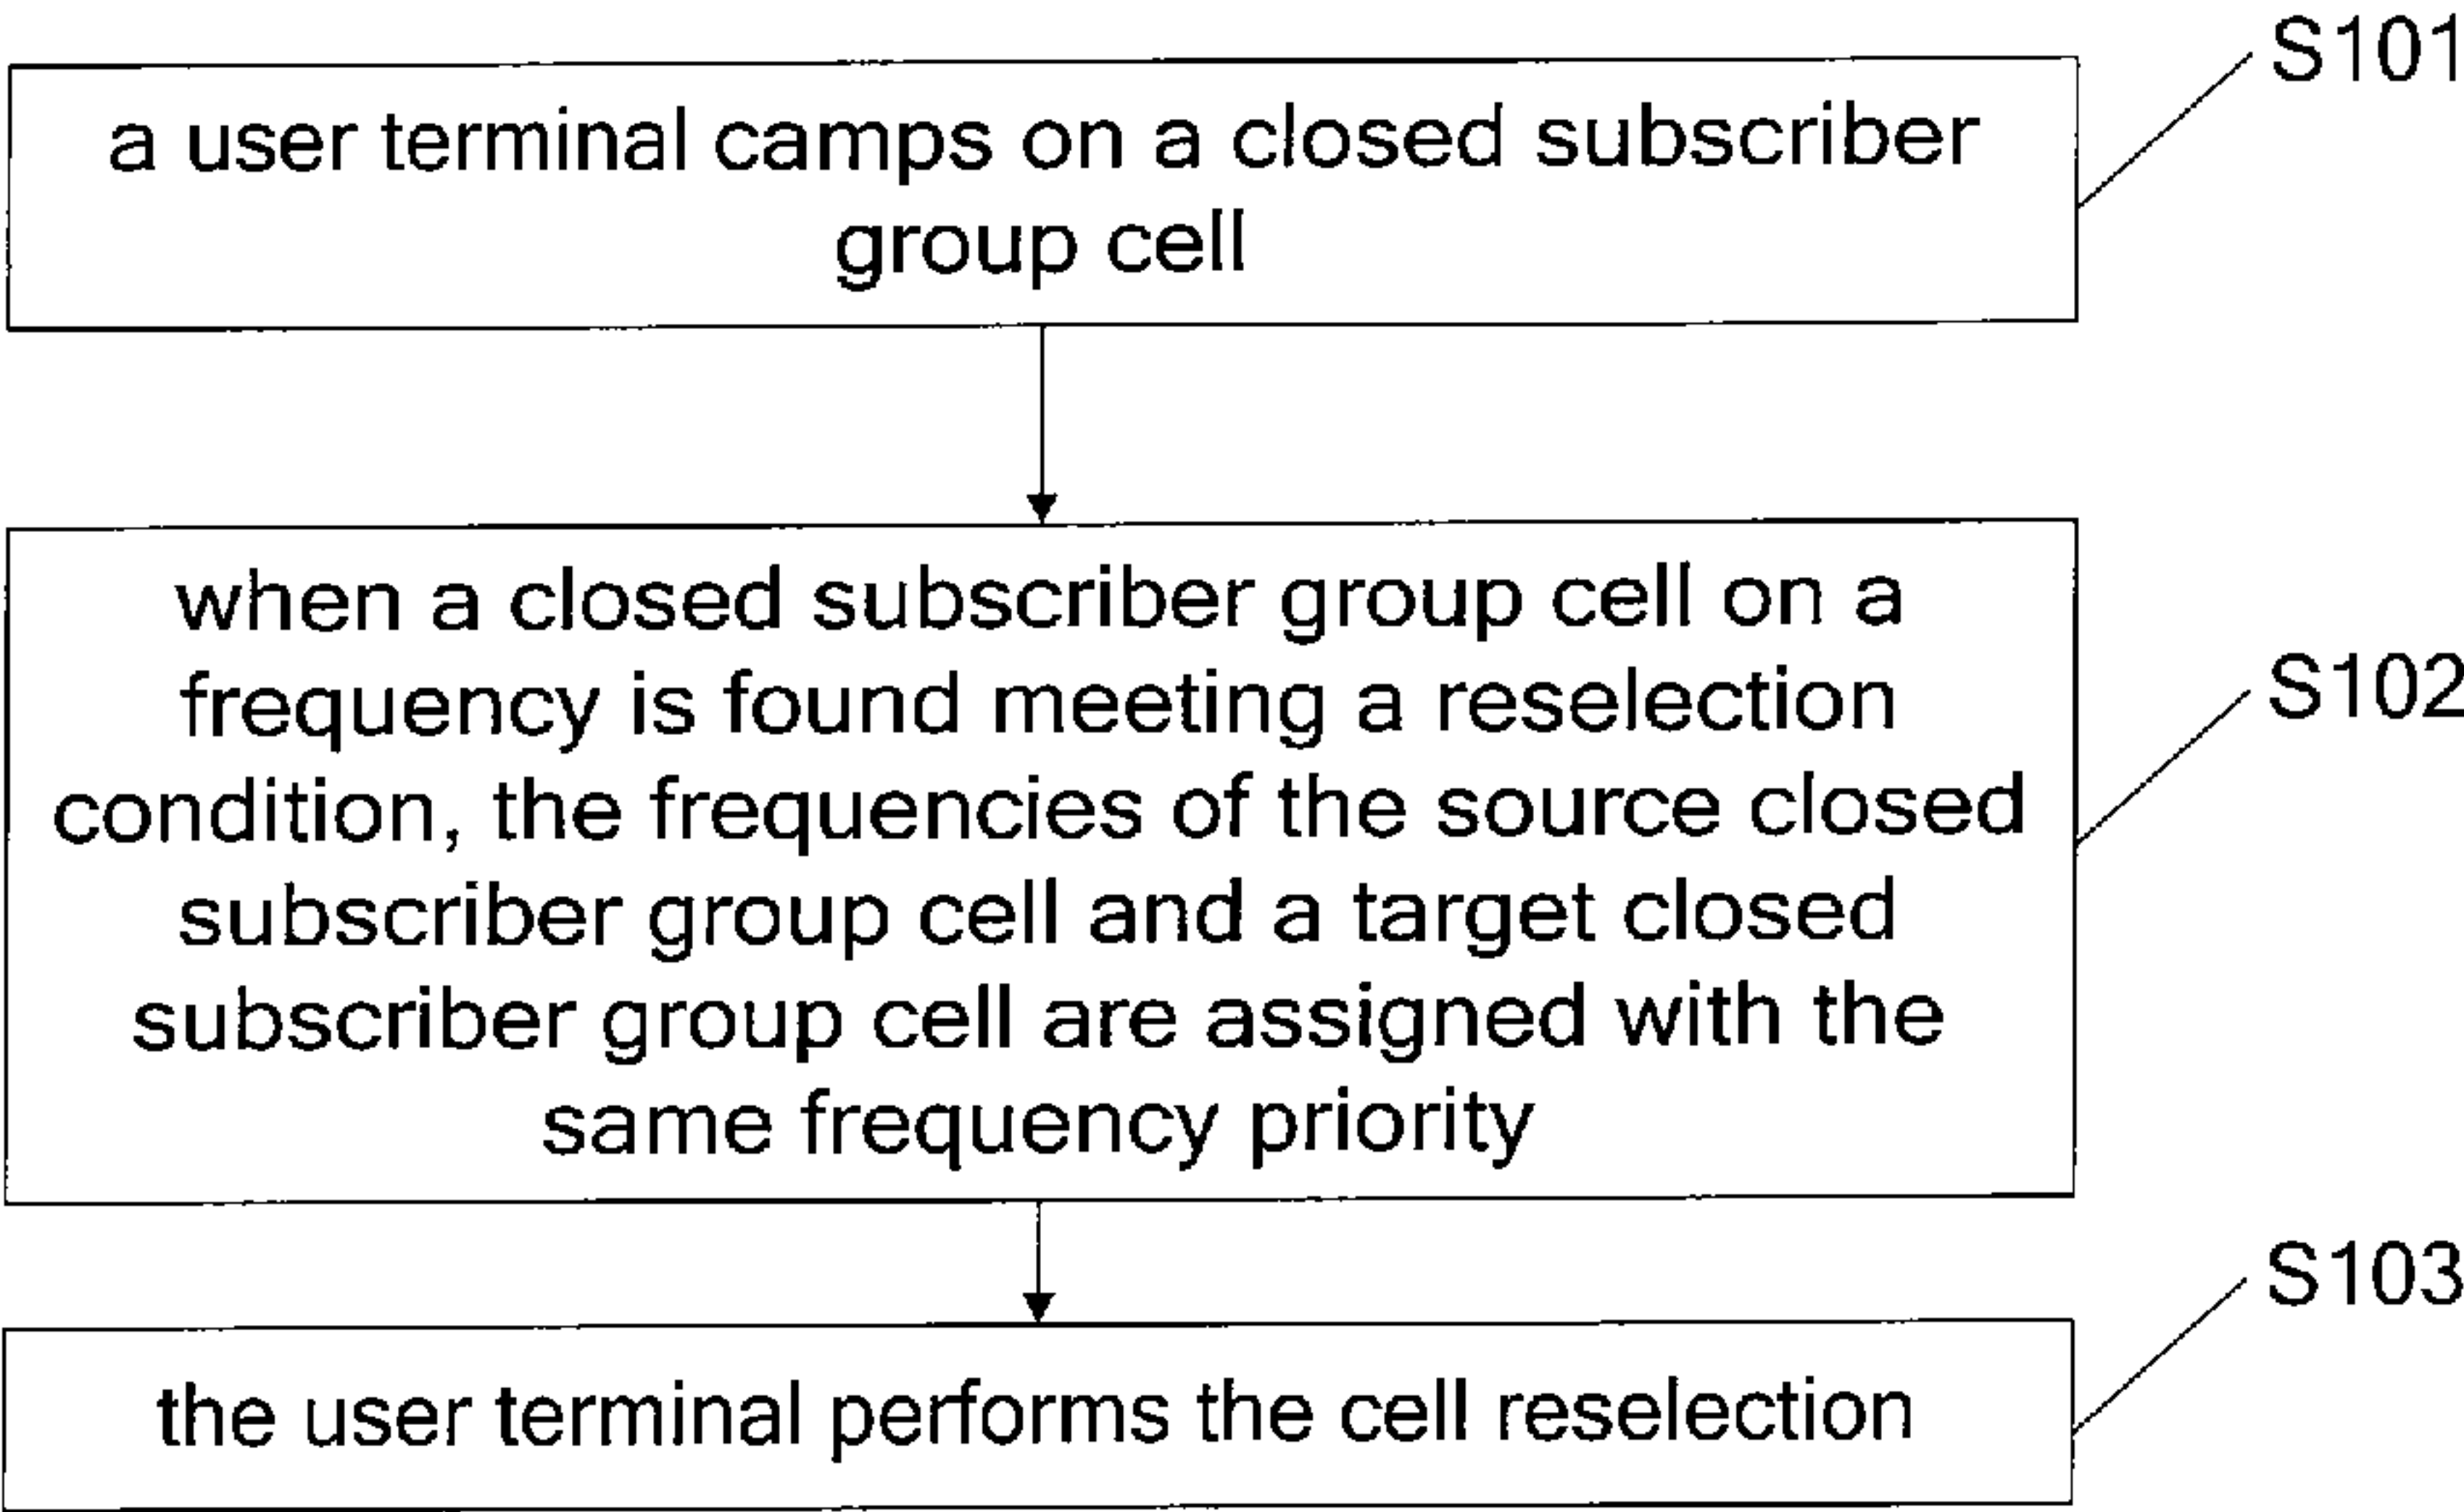 S101
a user terminal camps on a closed subscriber
group cell
when a closed subscriber group cell on a
frequency is found meeting a reselection
condition, the frequencies of the source closed
subscriber group cell and a target closed
subscriber group cell are assigned with the
same frequency priority
S102
S103
the user terminal performs the cell reselection